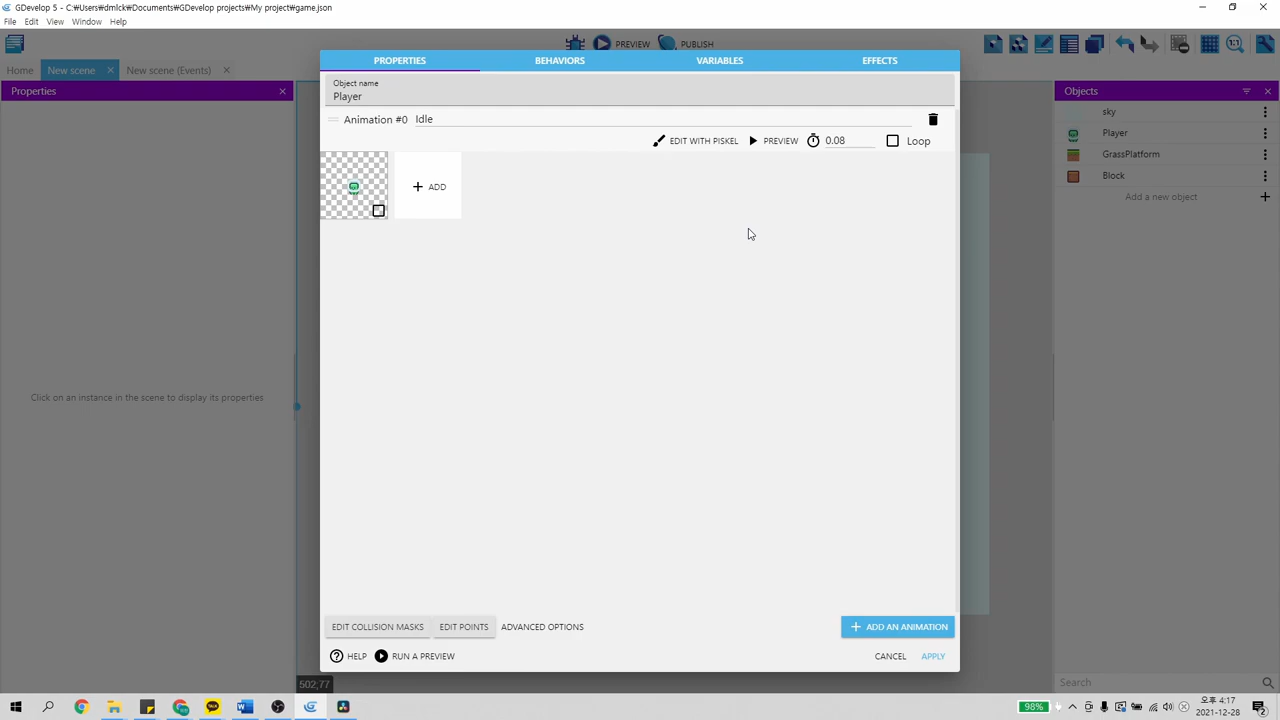 GDevelop 5 - C:₩Users₩dmlck₩Documents₩GDevelop projects₩My project₩game.json
File Edit View Window Help
PREVIEW PUBLISH
Home New scene New scene (Events)
Properties
Click on an instance in the scene to display its properties
502;77
PROPERTIES BEHAVIORS VARIABLES EFFECTS
Object name
Player
Animation #0 Idle
EDIT WITH PISKEL PREVIEW 0.08 Loop
ADD
EDIT COLLISION MASKS EDIT POINTS ADVANCED OPTIONS ADD AN ANIMATION
HELP RUN A PREVIEW CANCEL APPLY
Objects
sky
Player
GrassPlatform
Block
Add a new object
Search
98% 오후 4:17
2021-12-28
2